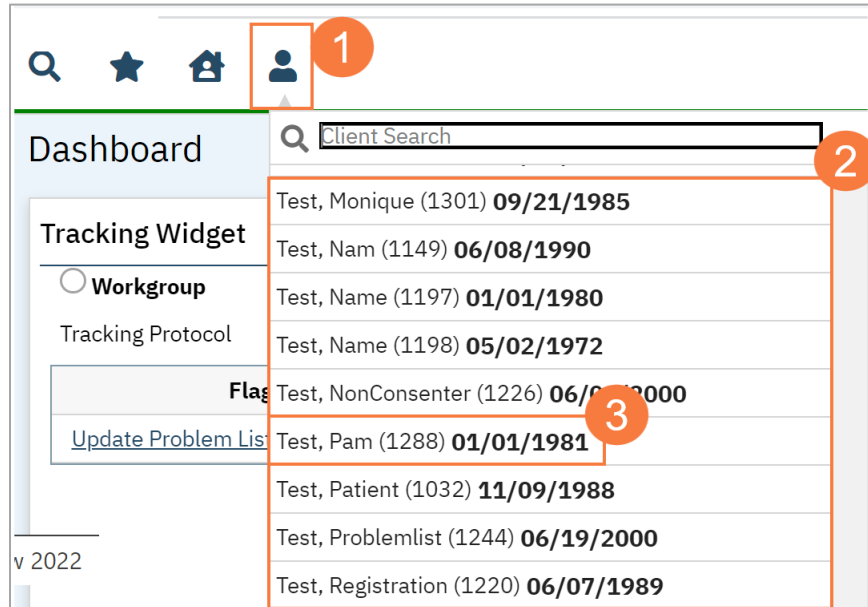 1
Client Search
Dashboard
2
Test, Monique (1301) 09/21/1985
Tracking Widget
Test, Nam (1149) 06/08/1990
Workgroup
Test, Name (1197) 01/01/1980
Tracking Protocol
Test, Name (1198) 05/02/1972
Flag
Test, NonConsenter (1226) 2000
3
Update Problem List
Test, Pam (1288) 01/01/1981
Test, Patient (1032) 11/09/1988
Test, Problemlist (1244) 06/19/2000
v 2022
Test, Registration (1220) 06/07/1989